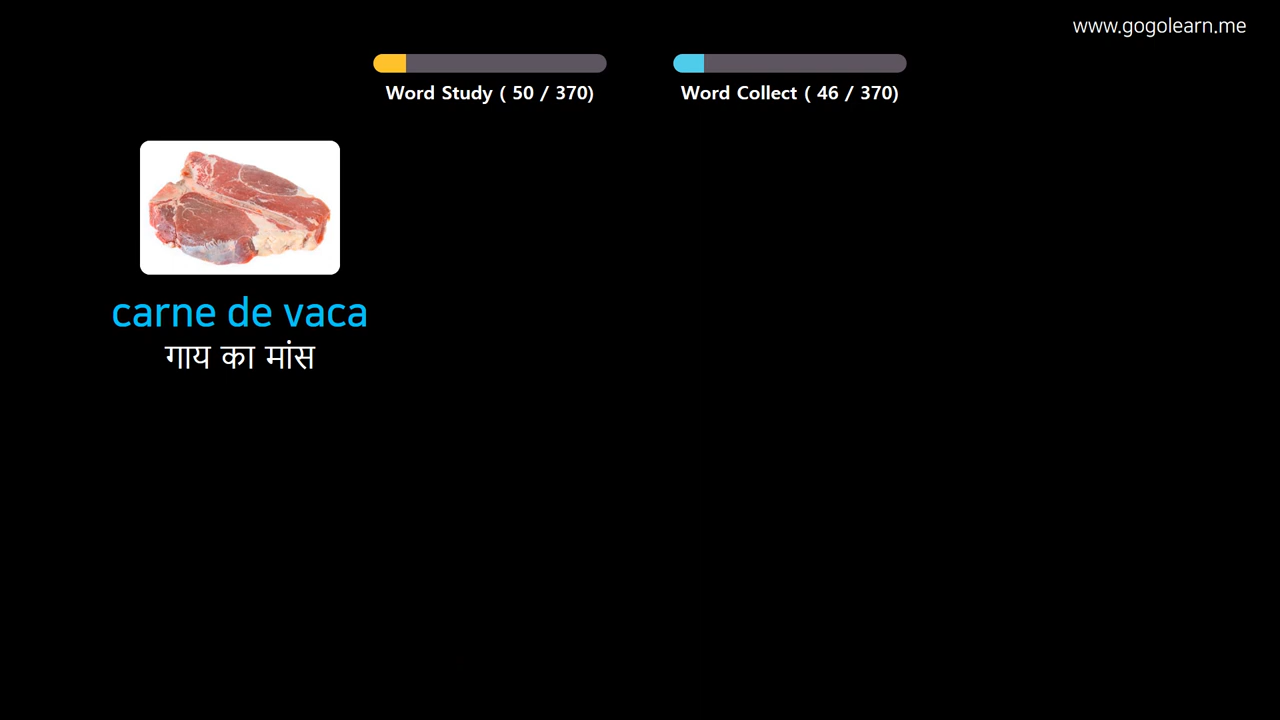 www.gogolearn.me
Word Study ( 50 / 370)
Word Collect ( 46 / 370)
carne de vaca
गाय का मांस